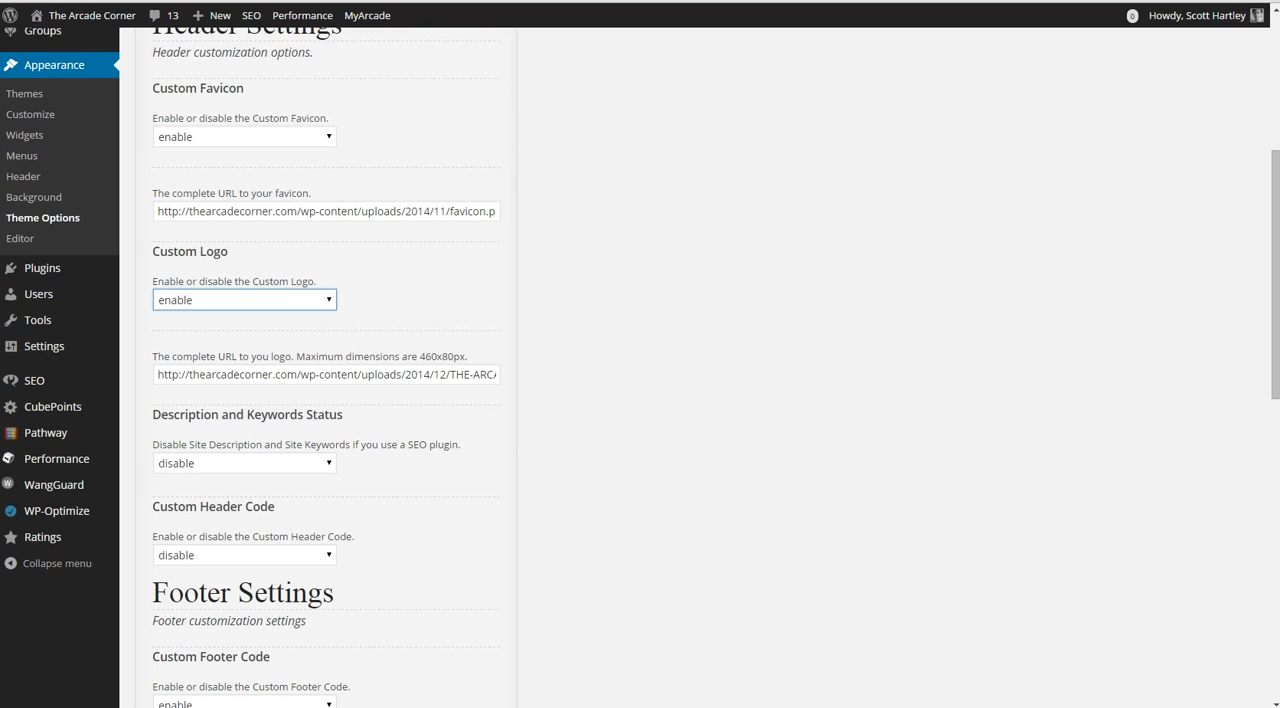 The Arcade Corner 13 New SEO Performance MyArcade 0 Howdy, Scott Hartley
Groups
Appearance
Themes
Customize
Widgets
Menus
Header
Background
Theme Options
Editor
Plugins
Users
Tools
Settings
SEO
CubePoints
Pathway
Performance
WangGuard
WP-Optimize
Ratings
Collapse menu
Header Settings
Header customization options.
Custom Favicon
Enable or disable the Custom Favicon.
enable
The complete URL to your favicon.
http://thearcadecorner.com/wp-content/uploads/2014/11/favicon.p
Custom Logo
Enable or disable the Custom Logo.
enable
The complete URL to you logo. Maximum dimensions are 460x80px.
http://thearcadecorner.com/wp-content/uploads/2014/12/THE-ARCA
Description and Keywords Status
Disable Site Description and Site Keywords if you use a SEO plugin.
disable
Custom Header Code
Enable or disable the Custom Header Code.
disable
Footer Settings
Footer customization settings
Custom Footer Code
Enable or disable the Custom Footer Code.
enable